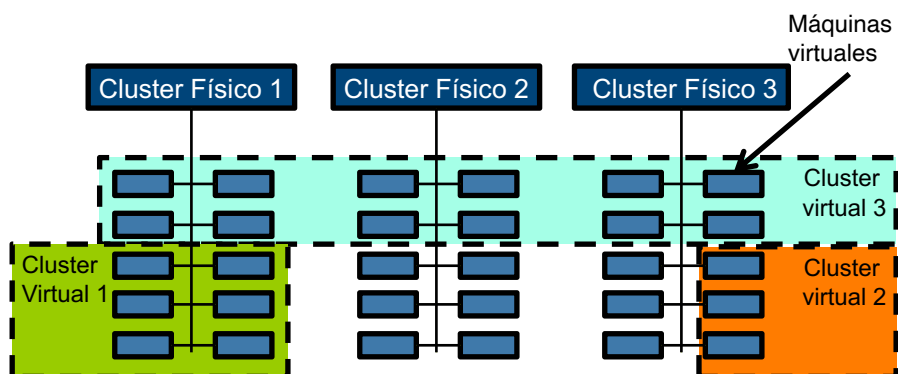 Máquinas
virtuales
Cluster Físico 1
Cluster Físico 2
Cluster Físico 3
Cluster
virtual 3
Cluster
Virtual 1
Cluster
virtual 2